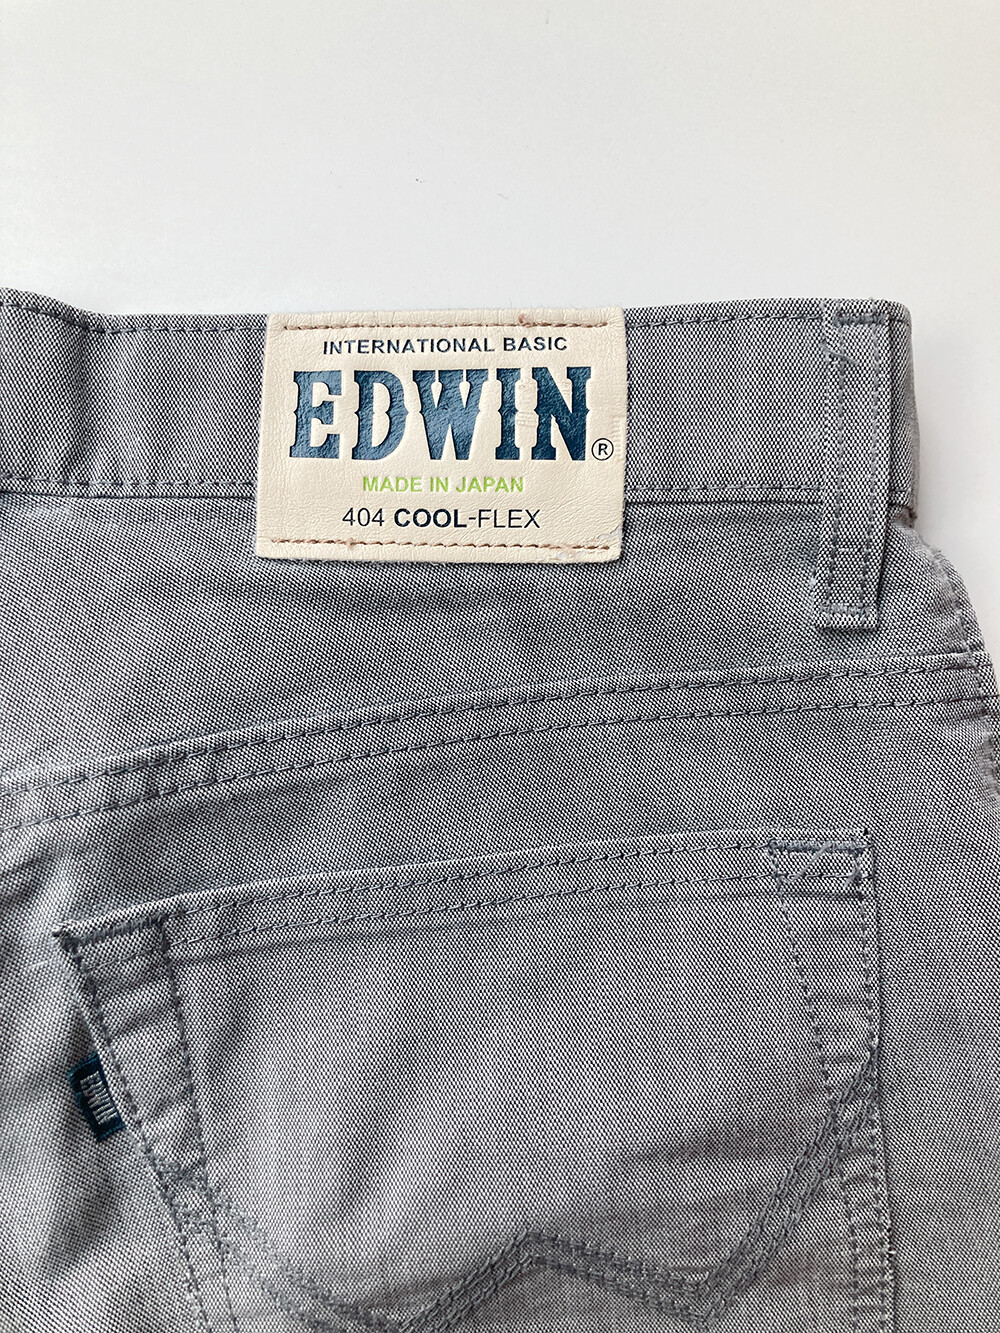 INTERNATIONAL BASIC
EDWIN®
MADE IN JAPAN
404 COOL-FLEX
EDWIN